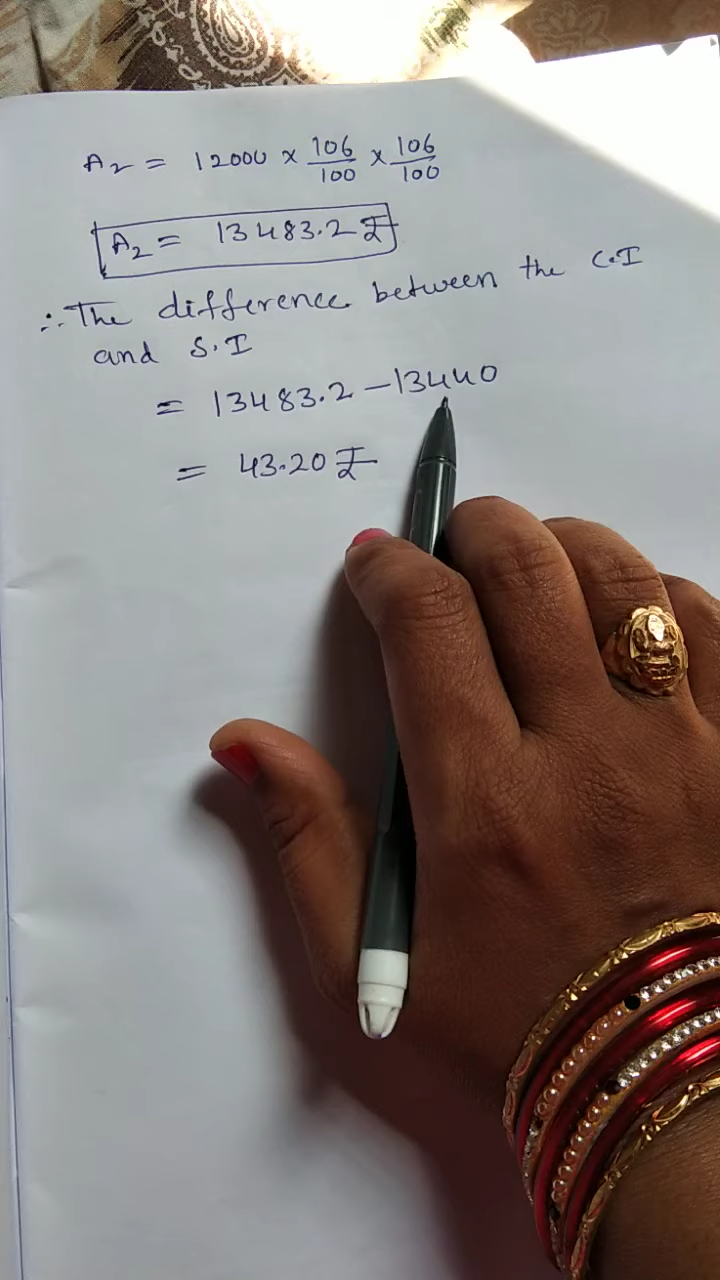 A2 = 12000 × 106/100 × 106/100
A2 = 13483.2 ₹
∴ The difference between the C.I
and S.I
= 13483.2 – 13440
= 43.20 ₹